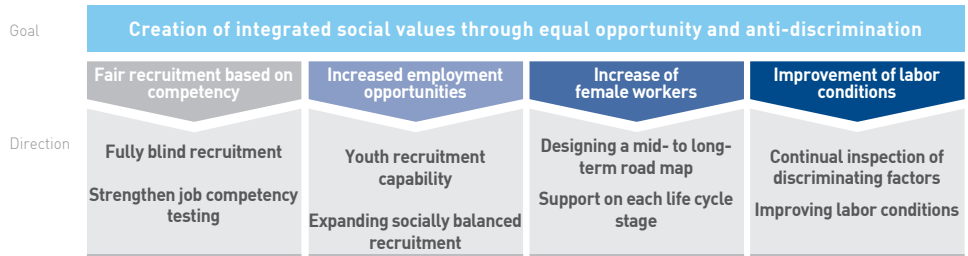 Goal
Creation of integrated social values through equal opportunity and anti-discrimination
Direction
Fair recruitment based on
competency
Fully blind recruitment
Strengthen job competency
testing
Increased employment
opportunities
Youth recruitment
capability
Expanding socially balanced
recruitment
Increase of
female workers
Designing a mid- to long-
term road map
Support on each life cycle
stage
Improvement of labor
conditions
Continual inspection of
discriminating factors
Improving labor conditions